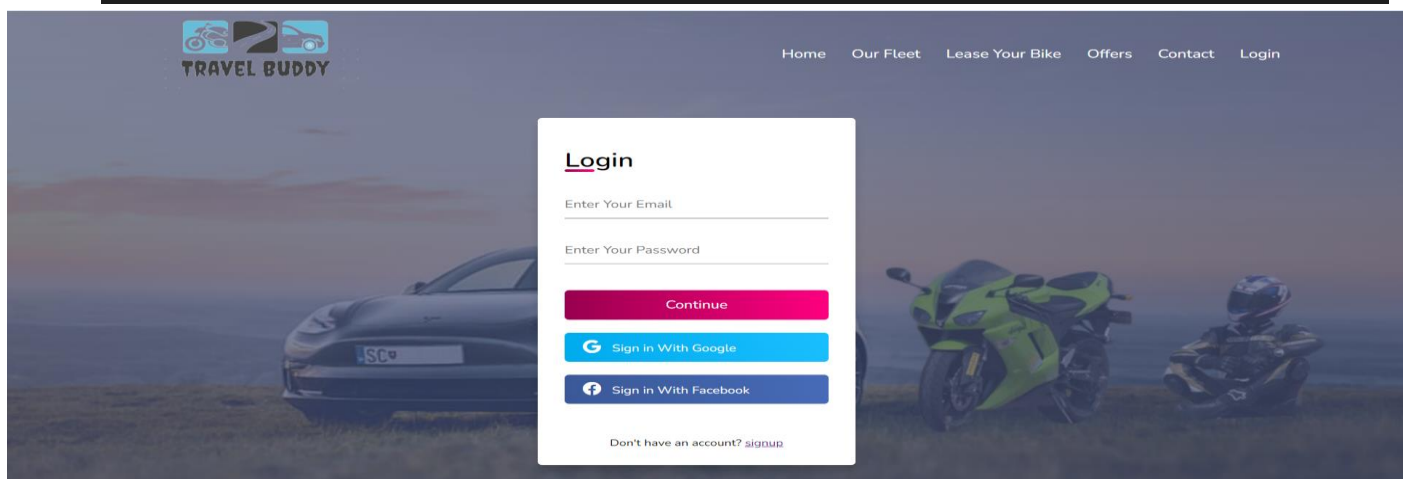 TRAVEL BUDDY
Home Our Fleet Lease Your Bike Offers Contact Login
Login
Enter Your Email
Enter Your Password
Continue
G Sign in With Google
f Sign in With Facebook
Don't have an account? signup
SC